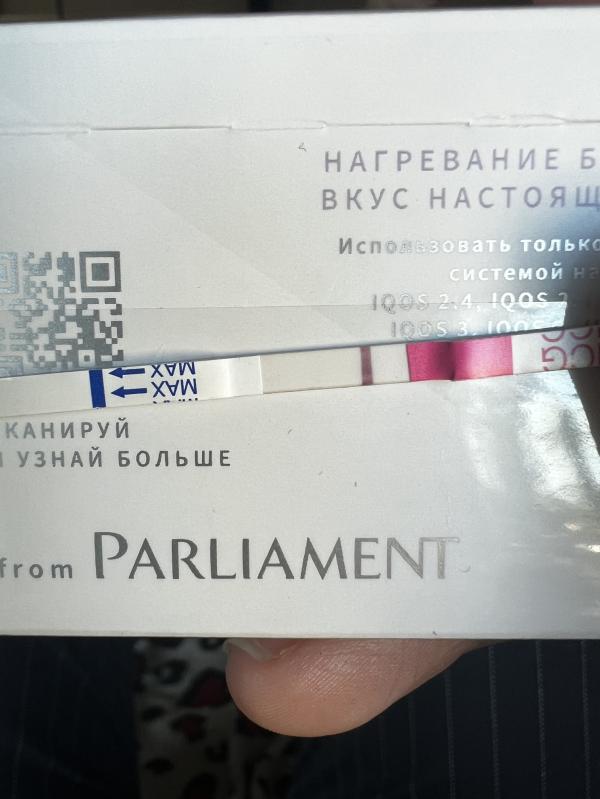 НАГРЕВАНИЕ Б
ВКУС НАСТОЯЩ
Использовать только
системой на
IQOS 2.4, IQOS 2
IQOS 3, IQO
MAX
MAX
КАНИРУЙ
УЗНАЙ БОЛЬШЕ
from PARLIAMENT